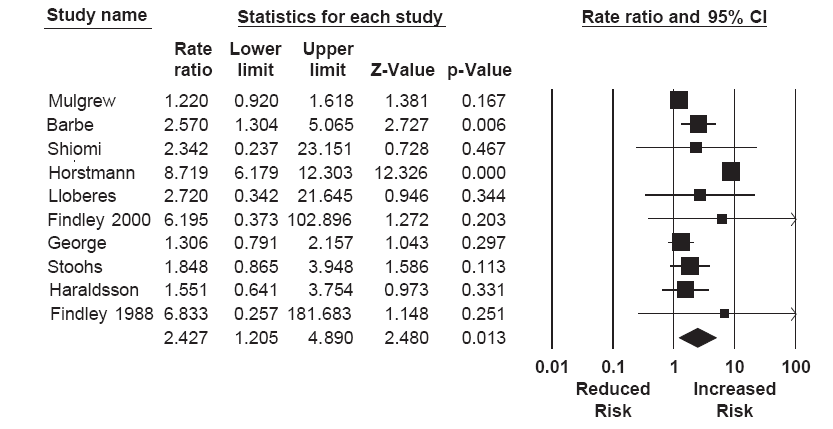 Study name Statistics for each study Rate ratio and 95% CI
Rate Lower Upper
ratio limit limit Z-Value p-Value
Mulgrew 1.220 0.920 1.618 1.381 0.167
Barbe 2.570 1.304 5.065 2.727 0.006
Shiomi 2.342 0.237 23.151 0.728 0.467
Horstmann 8.719 6.179 12.303 12.326 0.000
Lloberes 2.720 0.342 21.645 0.946 0.344
Findley 2000 6.195 0.373 102.896 1.272 0.203
George 1.306 0.791 2.157 1.043 0.297
Stoohs 1.848 0.865 3.948 1.586 0.113
Haraldsson 1.551 0.641 3.754 0.973 0.331
Findley 1988 6.833 0.257 181.683 1.148 0.251
2.427 1.205 4.890 2.480 0.013
0.01 0.1 1 10 100
Reduced Increased
Risk Risk